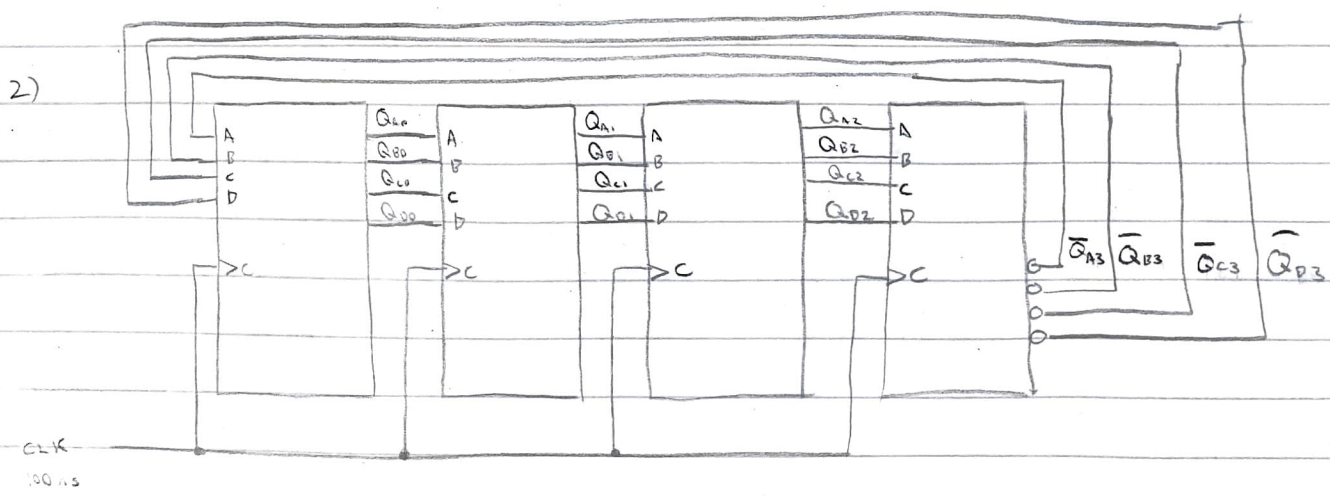 2)
A QA0 A QA1 A QA2 A
B QB0 B QB1 B QB2 B
C QC0 C QC1 C QC2 C
D QD0 D QD1 D QD2 D
Q̅A3 Q̅B3 Q̅C3 Q̅D3
C C C C
CLK